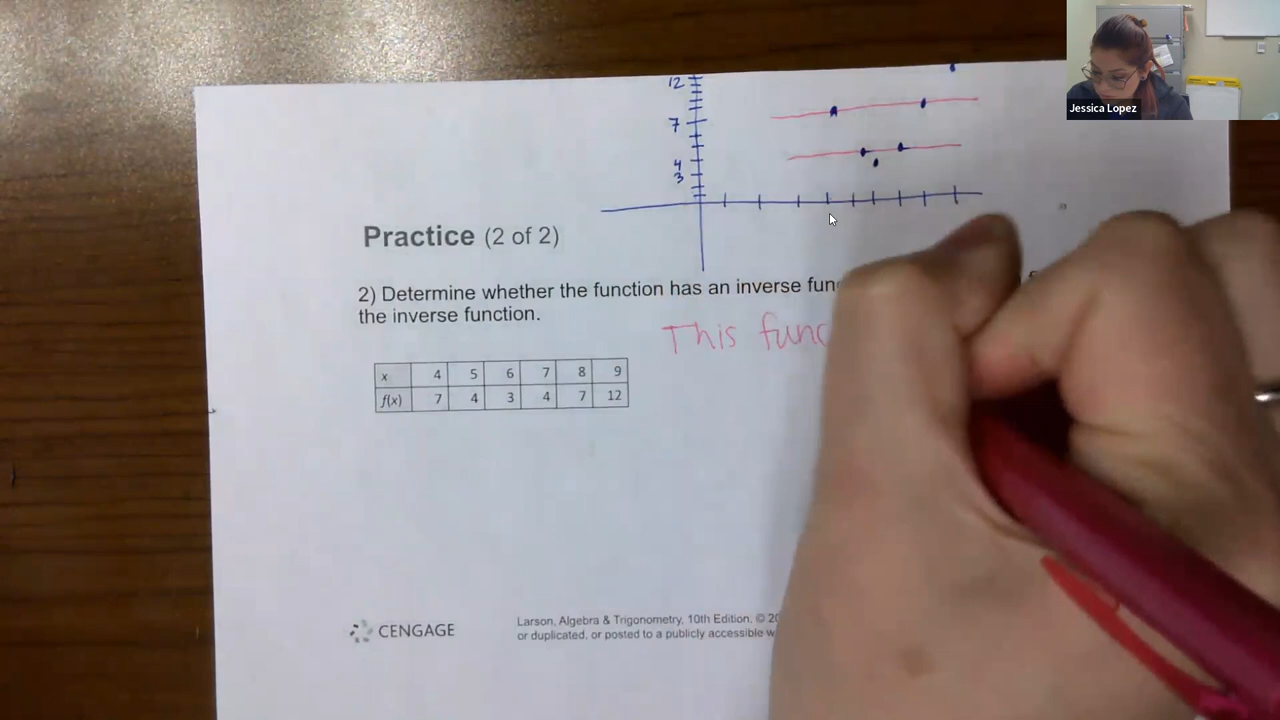 Jessica Lopez
12
7
4
3
Practice (2 of 2)
2) Determine whether the function has an inverse
the inverse function.
This func
x 4 5 6 7 8 9
f(x) 7 4 3 4 7 12
CENGAGE
Larson, Algebra & Trigonometry, 10th Edition. ©
or duplicated, or posted to a publicly accessible